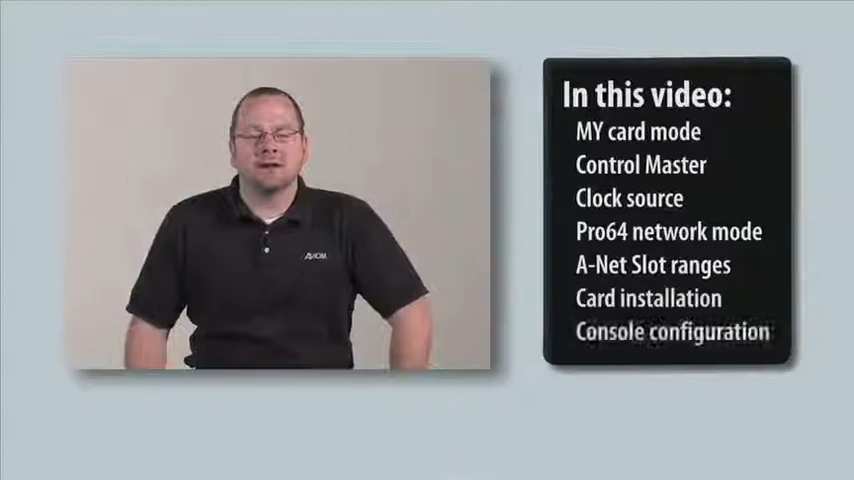 AVIOM
In this video:
MY card mode
Control Master
Clock source
Pro64 network mode
A-Net Slot ranges
Card installation
Console configuration